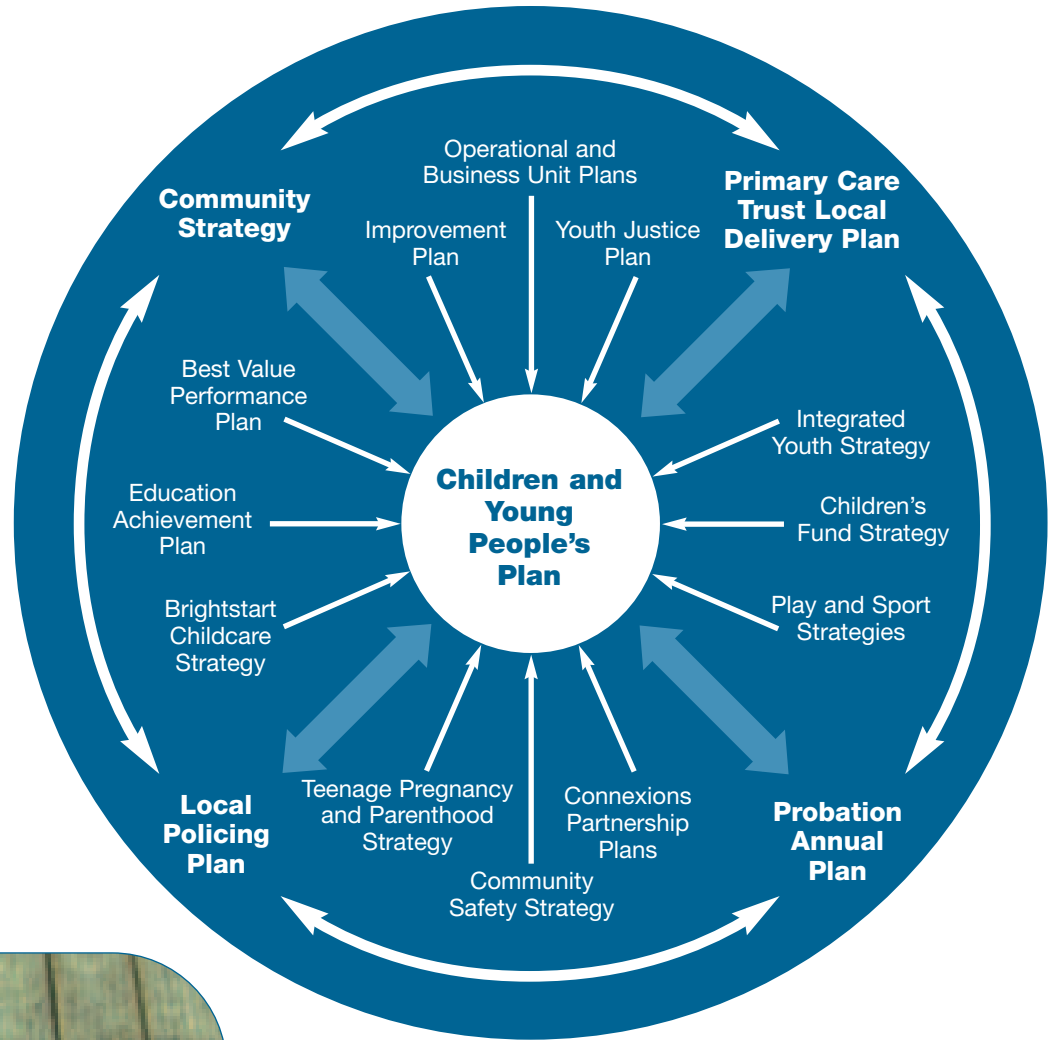 Operational and
Business Unit Plans
Community
Strategy
Primary Care
Trust Local
Delivery Plan
Improvement
Plan
Youth Justice
Plan
Best Value
Performance
Plan
Integrated
Youth Strategy
Children and
Young
People’s
Plan
Education
Achievement
Plan
Children’s
Fund Strategy
Brightstart
Childcare
Strategy
Play and Sport
Strategies
Local
Policing
Plan
Teenage Pregnancy
and Parenthood
Strategy
Connexions
Partnership
Plans
Probation
Annual
Plan
Community
Safety Strategy